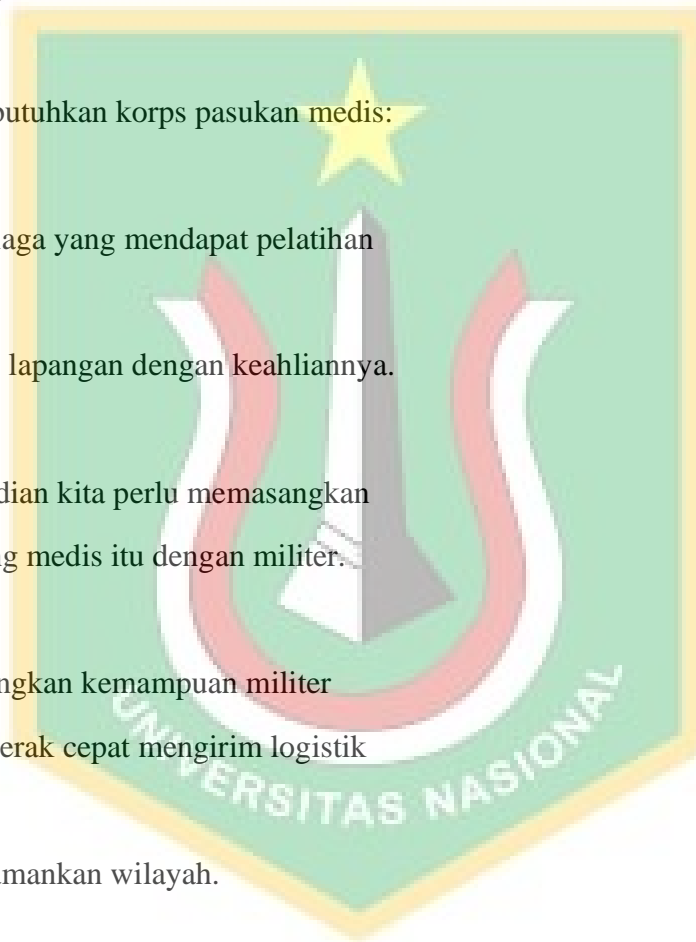 butuhkan korps pasukan medis:
aga yang mendapat pelatihan
lapangan dengan keahliannya.
dian kita perlu memasangkan
g medis itu dengan militer.
ngkan kemampuan militer
erak cepat mengirim logistik
UNIVERSITAS NASIONAL
mankan wilayah.